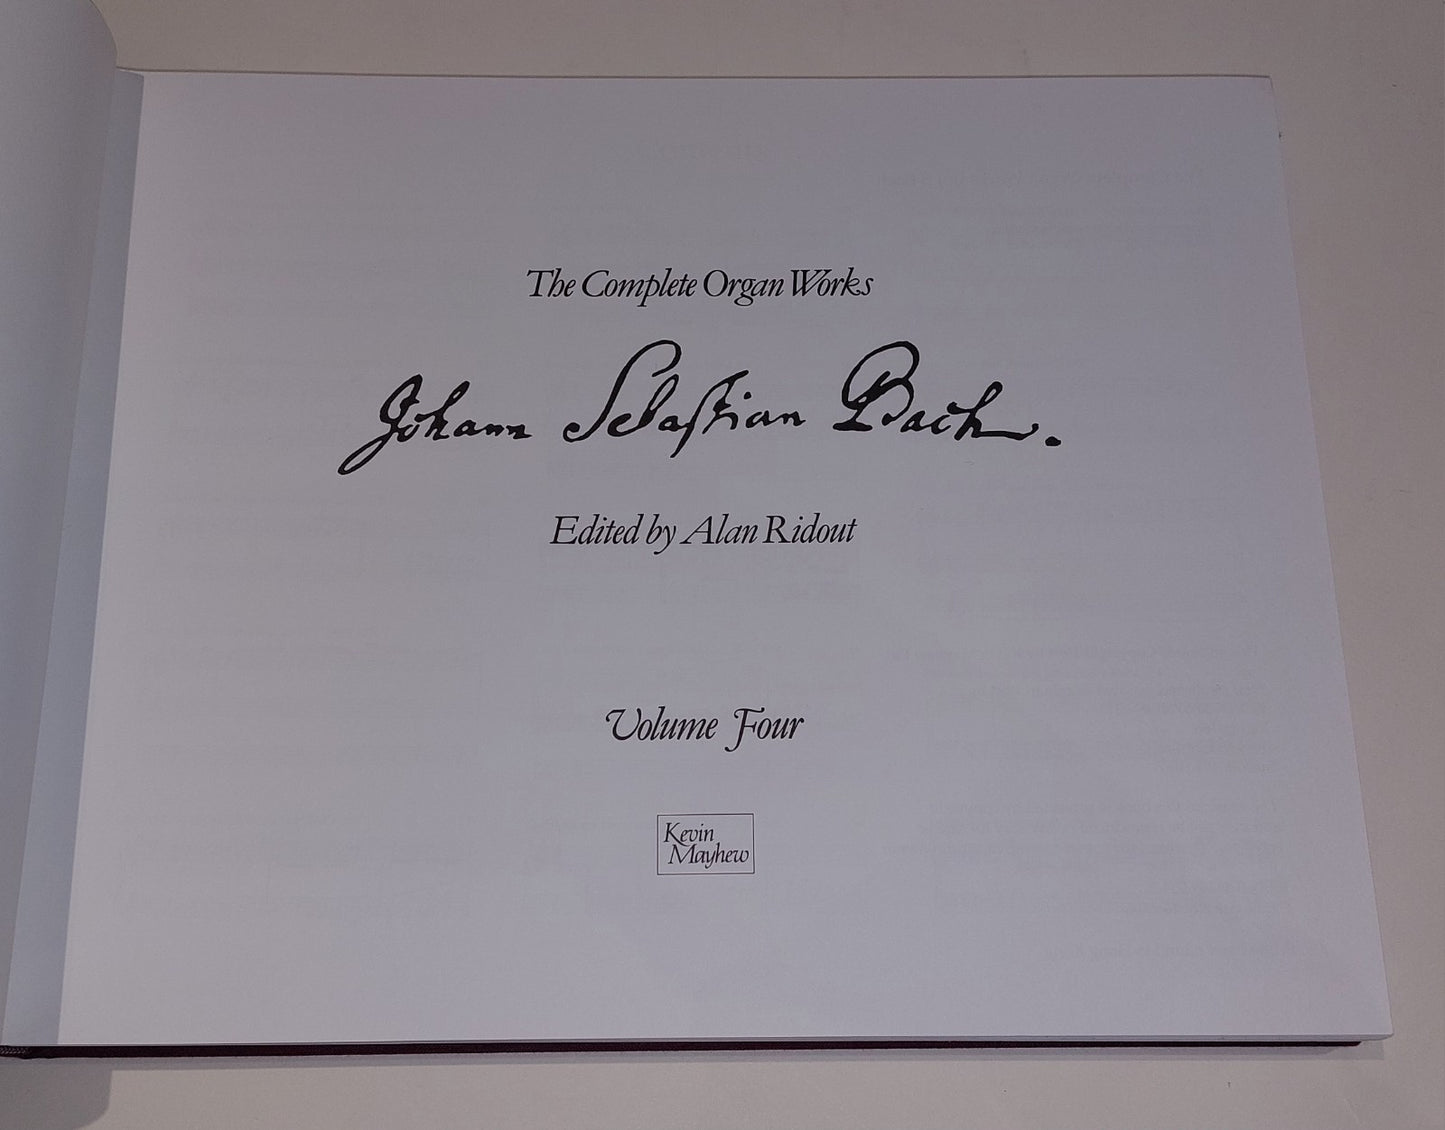 The Complete Organ Works
Johann Sebastian Bach.
Edited by Alan Ridout
Volume Four
Kevin
Mayhew